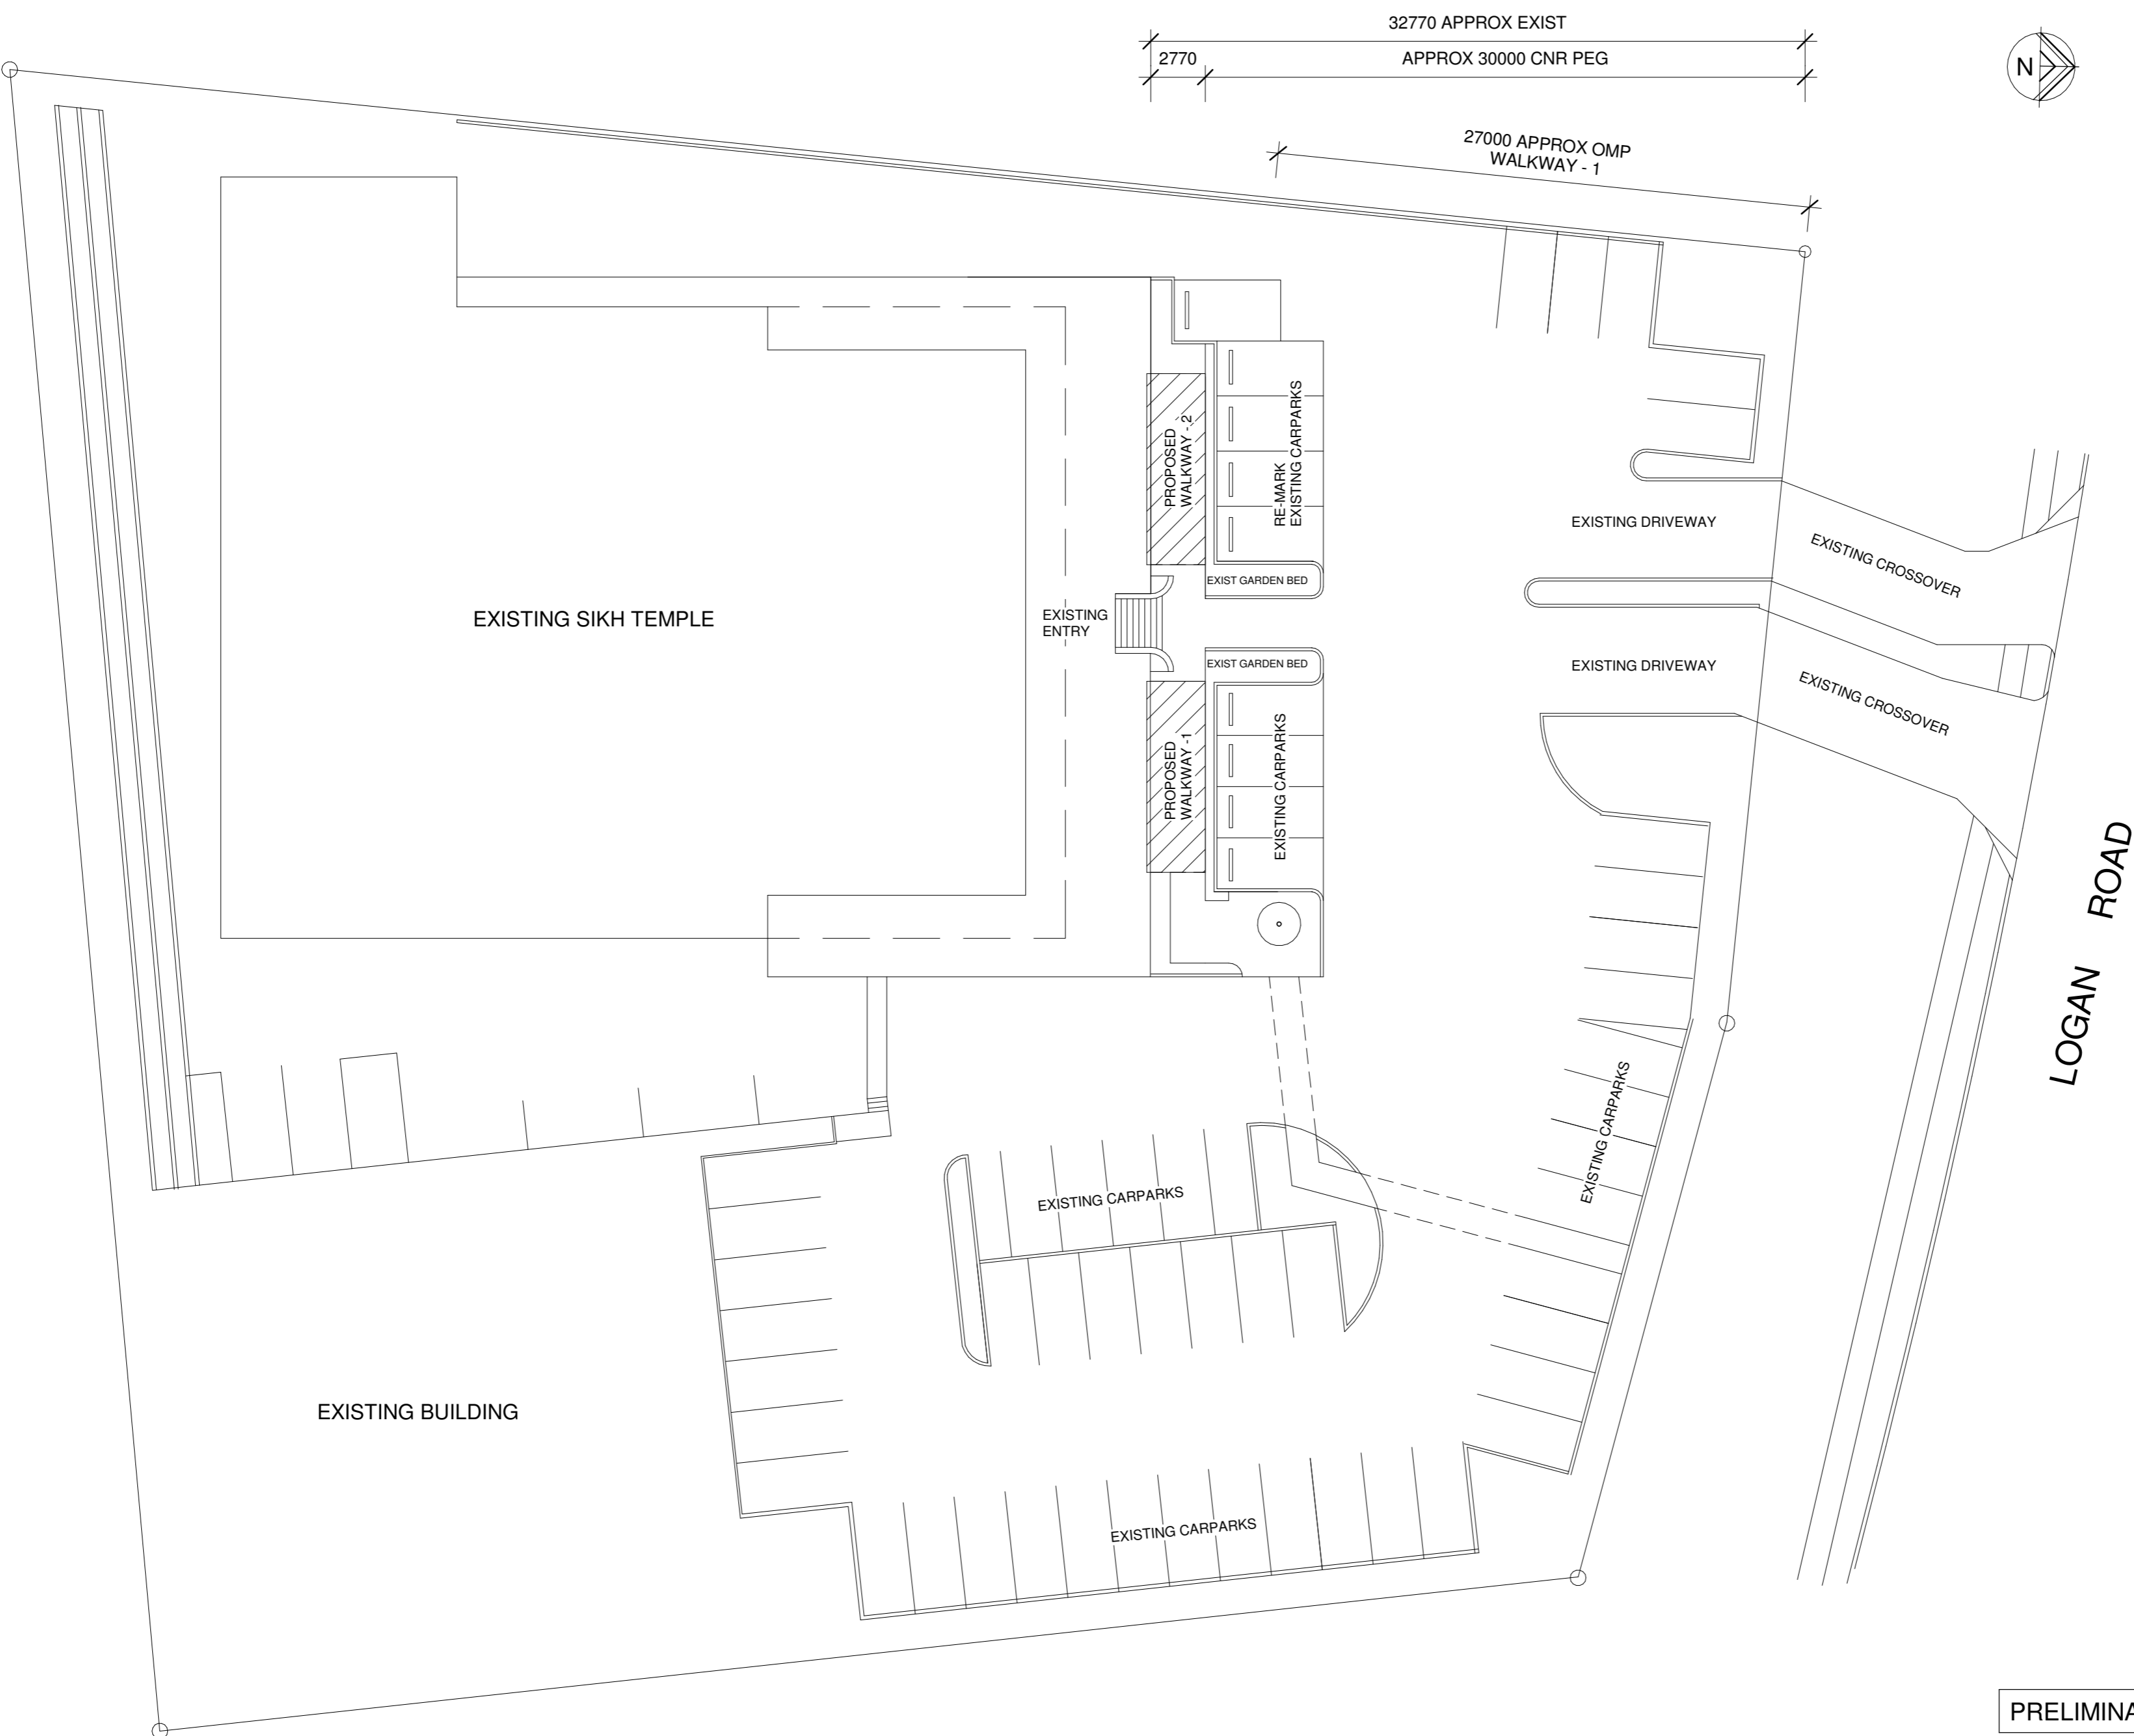 32770 APPROX EXIST
2770
APPROX 30000 CNR PEG
N
27000 APPROX OMP
WALKWAY - 1
PROPOSED
WALKWAY - 2
RE-MARK
EXISTING CARPARKS
EXISTING DRIVEWAY
EXISTING CROSSOVER
EXIST GARDEN BED
EXISTING SIKH TEMPLE
EXISTING
ENTRY
EXIST GARDEN BED
EXISTING DRIVEWAY
EXISTING CROSSOVER
PROPOSED
WALKWAY -1
EXISTING CARPARKS
LOGAN ROAD
EXISTING CARPARKS
EXISTING CARPARKS
EXISTING BUILDING
EXISTING CARPARKS
PRELIMINA